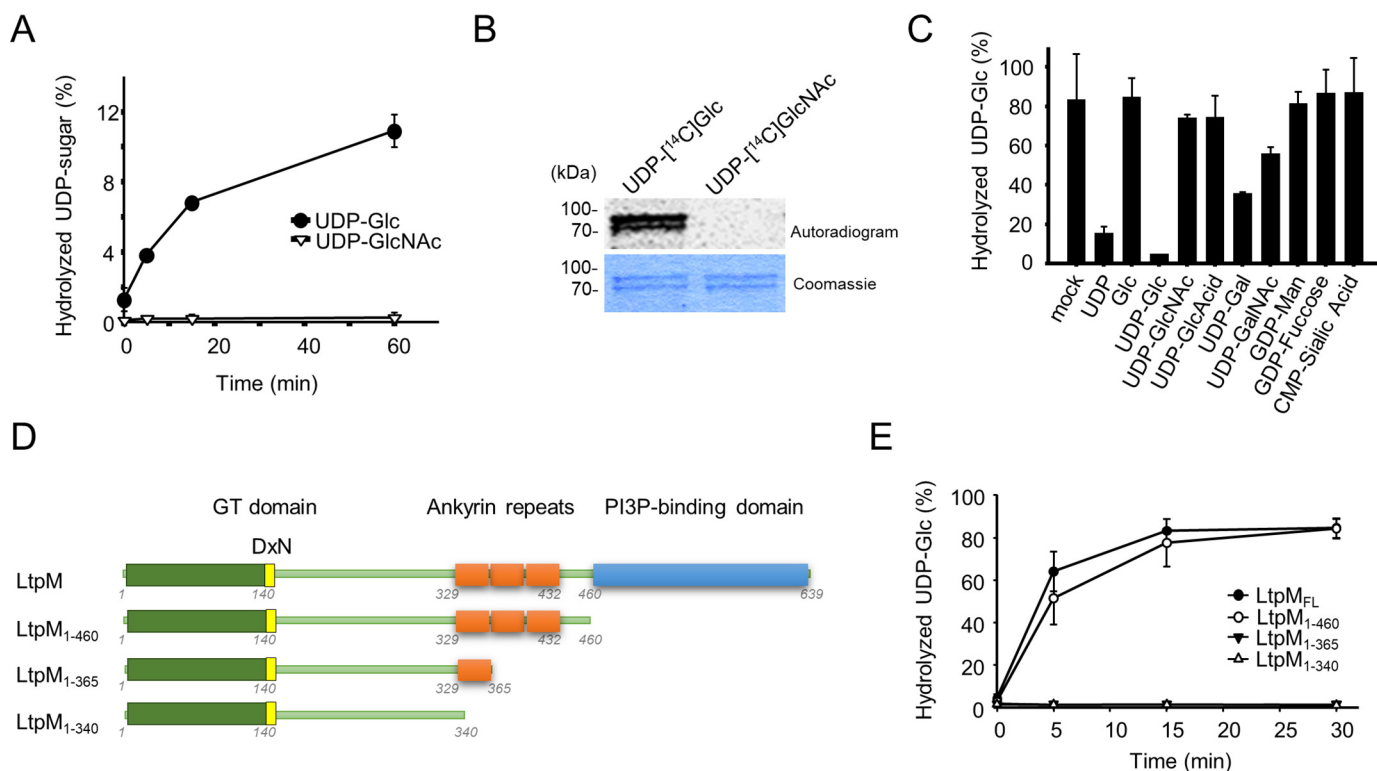 A
Hydrolyzed UDP-sugar (%)
12
8
4
0
0
20
40
60
Time (min)
UDP-Glc
UDP-GlcNAc
B
UDP-[¹⁴C]Glc
UDP-[¹⁴C]GlcNAc
(kDa)
100-
70-
Autoradiogram
100-
70-
Coomassie
C
Hydrolyzed UDP-Glc (%)
100
80
60
40
20
0
mock
UDP
Glc
UDP-Glc
UDP-GlcNAc
UDP-GlcAcid
UDP-Gal
UDP-GalNAc
GDP-Man
GDP-Fuccose
CMP-Sialic Acid
D
GT domain
Ankyrin repeats
PI3P-binding domain
DxN
LtpM
1 140 329 432 460 639
LtpM₁₋₄₆₀
1 140 329 432 460
LtpM₁₋₃₆₅
1 140 329 365
LtpM₁₋₃₄₀
1 140 340
E
Hydrolyzed UDP-Glc (%)
100
80
60
40
20
0
0 5 10 15 20 25 30
Time (min)
LtpM_FL
LtpM₁₋₄₆₀
LtpM₁₋₃₆₅
LtpM₁₋₃₄₀